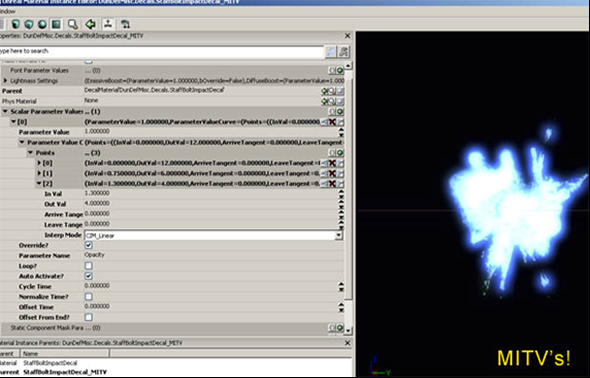 Unreal Material Instance Editor: DunDefMisc.Decals.StaffBoltImpactDecal_MITV
indow
roperties: DunDefMisc.Decals.StaffBoltImpactDecal_MITV
ype here to search
Font Parameter Values ... (0)
Lightmass Settings (EmissiveBoost=(ParameterValue=1.000000,bOverride=False),DiffuseBoost=(ParameterValue=1.000
Parent DecalMaterial'DunDefMisc.Decals.StaffBoltImpactDecal'
Phys Material None
Scalar Parameter Values ... (1)
[0] (ParameterValue=1.000000,ParameterValueCurve=(Points=((InVal=0.000000,
Parameter Value 1.000000
Parameter Value C (Points=((InVal=0.000000,OutVal=12.000000,ArriveTangent=0.000000,LeaveTangent
Points ... (3)
[0] (InVal=0.000000,OutVal=12.000000,ArriveTangent=0.000000,LeaveTangent=
[1] (InVal=0.750000,OutVal=6.000000,ArriveTangent=0.000000,LeaveTangent=0.
[2] (InVal=1.300000,OutVal=4.000000,ArriveTangent=0.000000,LeaveTangent=0.
In Val 1.300000
Out Val 4.000000
Arrive Tange 0.000000
Leave Tange 0.000000
Interp Mode CIM_Linear
Override?
Parameter Name Opacity
Loop?
Auto Activate?
Cycle Time 0.000000
Normalize Time?
Offset Time 0.000000
Offset From End?
Static Component Mask Para ... (0)
aterial Instance Parents: DunDefMisc.Decals.StaffBoltImpactDecal_MITV
arent Name
aterial StaffBoltImpactDecal
urrent StaffBoltImpactDecal_MITV
Y
MITV's!